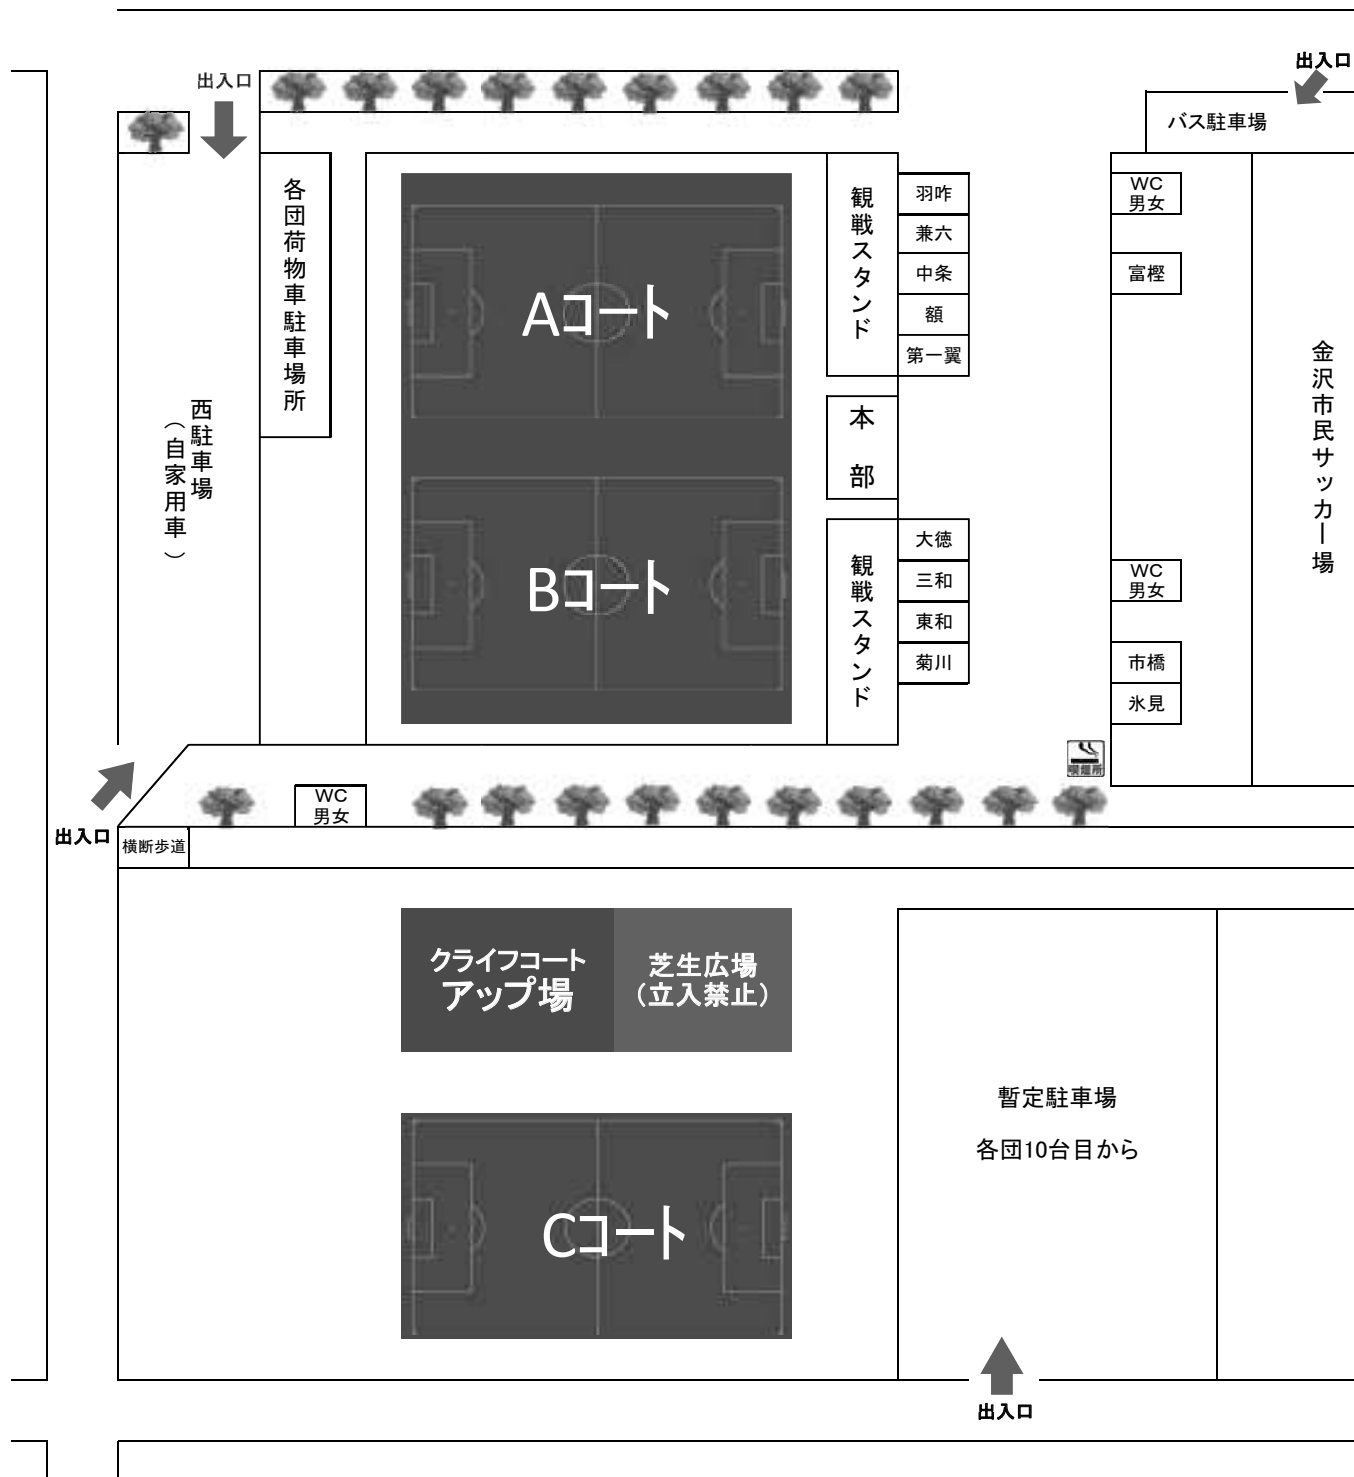 出入口
出入口
バス駐車場
各団荷物車駐車場所
観戦スタンド
羽咋
兼六
中条
額
第一翼
WC
男女
富樫
金沢市民サッカー場
Aコート
西駐車場
(自家用車)
本部
Bコート
観戦スタンド
大徳
三和
東和
菊川
WC
男女
市橋
氷見
喫煙所
WC
男女
出入口
横断歩道
クライフコート
アップ場
芝生広場
(立入禁止)
暫定駐車場
各団10台目から
Cコート
出入口